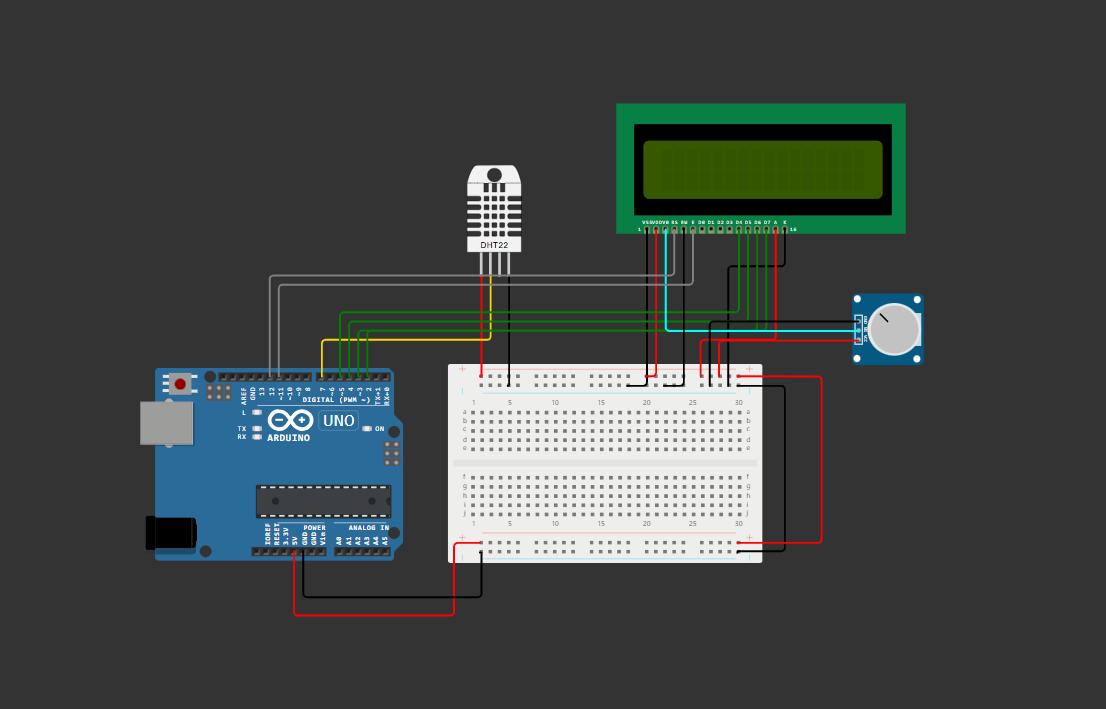 VSS VDD V0 RS RW E D0 D1 D2 D3 D4 D5 D6 D7 A K
1 16
DHT22
AREF GND 13 12 ~11 ~10 ~9 8 7 ~6 ~5 4 ~3 2 TX→1 RX←0
DIGITAL (PWM ~)
L
UNO
TX
RX
ON
ARDUINO
IOREF RESET 3.3V 5V GND GND Vin
POWER
A0 A1 A2 A3 A4 A5
ANALOG IN
+ +
1 5 10 15 20 25 30
a a
b b
c c
d d
e e
f f
g g
h h
i i
j j
1 5 10 15 20 25 30
+ +